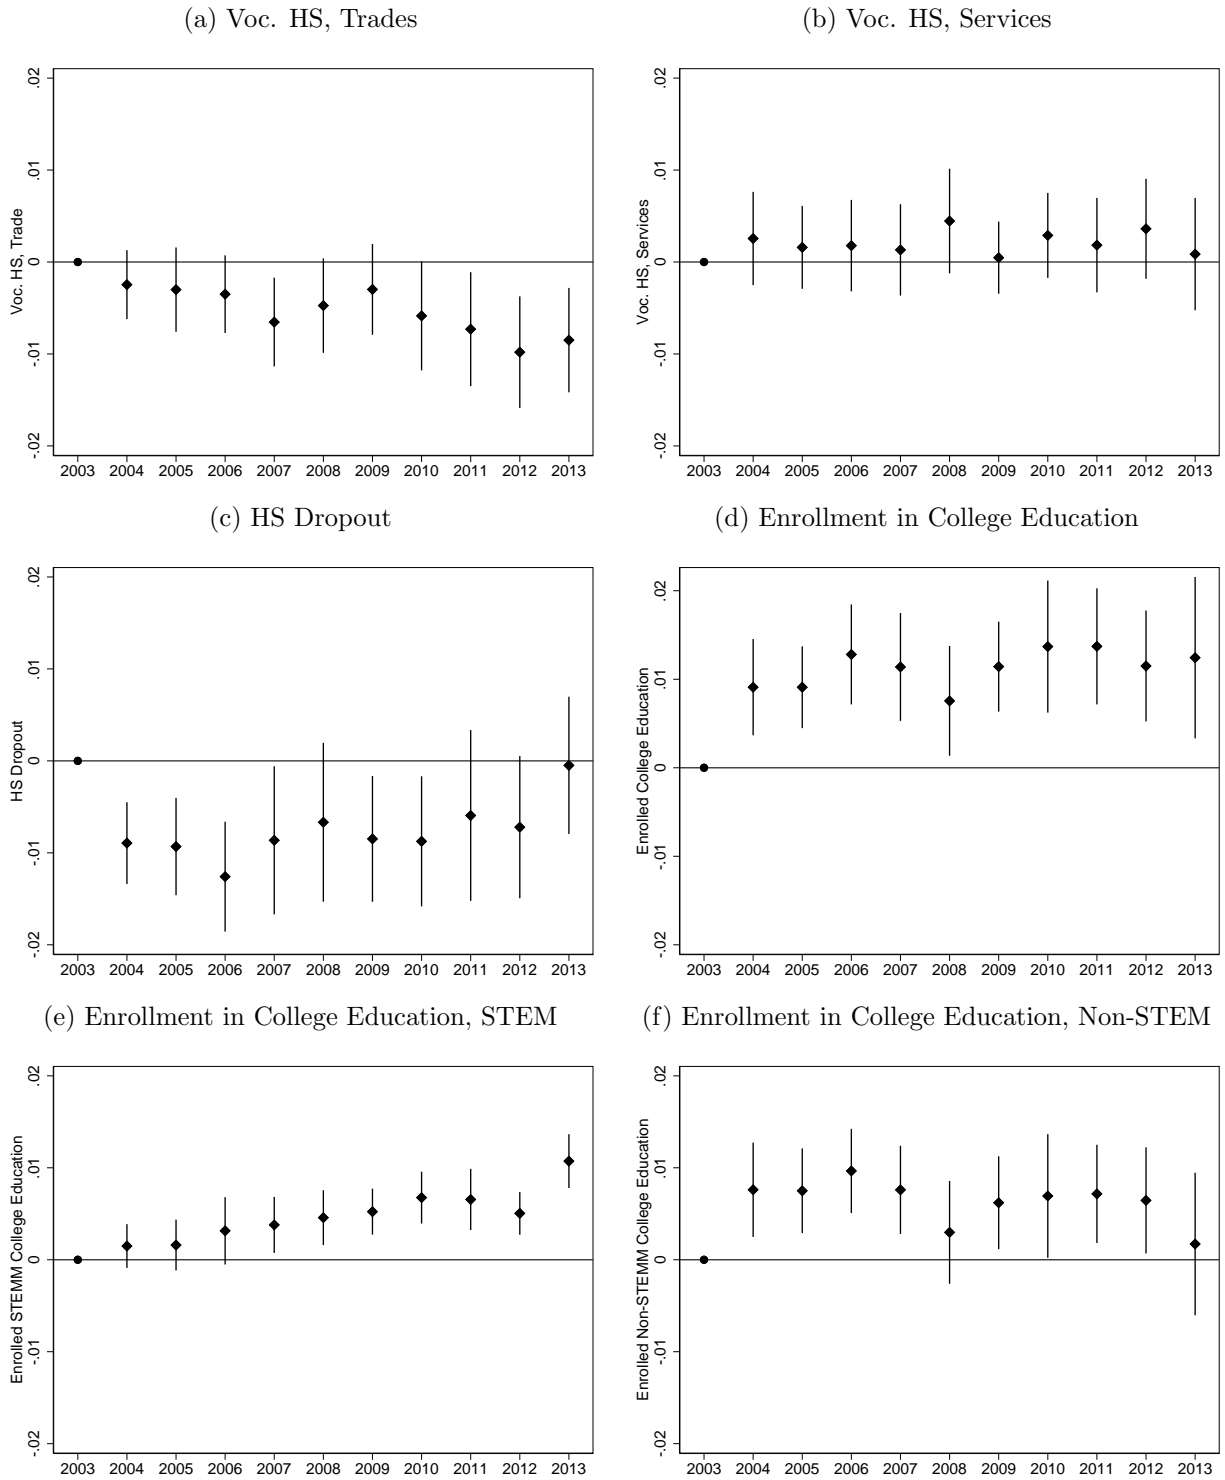 (a) Voc. HS, Trades
.02
.01
0
-.01
-.02
Voc. HS, Trade
2003 2004 2005 2006 2007 2008 2009 2010 2011 2012 2013
(b) Voc. HS, Services
.02
.01
0
-.01
-.02
Voc. HS, Services
2003 2004 2005 2006 2007 2008 2009 2010 2011 2012 2013
(c) HS Dropout
.02
.01
0
-.01
-.02
HS Dropout
2003 2004 2005 2006 2007 2008 2009 2010 2011 2012 2013
(d) Enrollment in College Education
.02
.01
0
-.01
-.02
Enrolled College Education
2003 2004 2005 2006 2007 2008 2009 2010 2011 2012 2013
(e) Enrollment in College Education, STEM
.02
.01
0
-.01
-.02
Enrolled STEMM College Education
2003 2004 2005 2006 2007 2008 2009 2010 2011 2012 2013
(f) Enrollment in College Education, Non-STEM
.02
.01
0
-.01
-.02
Enrolled Non-STEMM College Education
2003 2004 2005 2006 2007 2008 2009 2010 2011 2012 2013